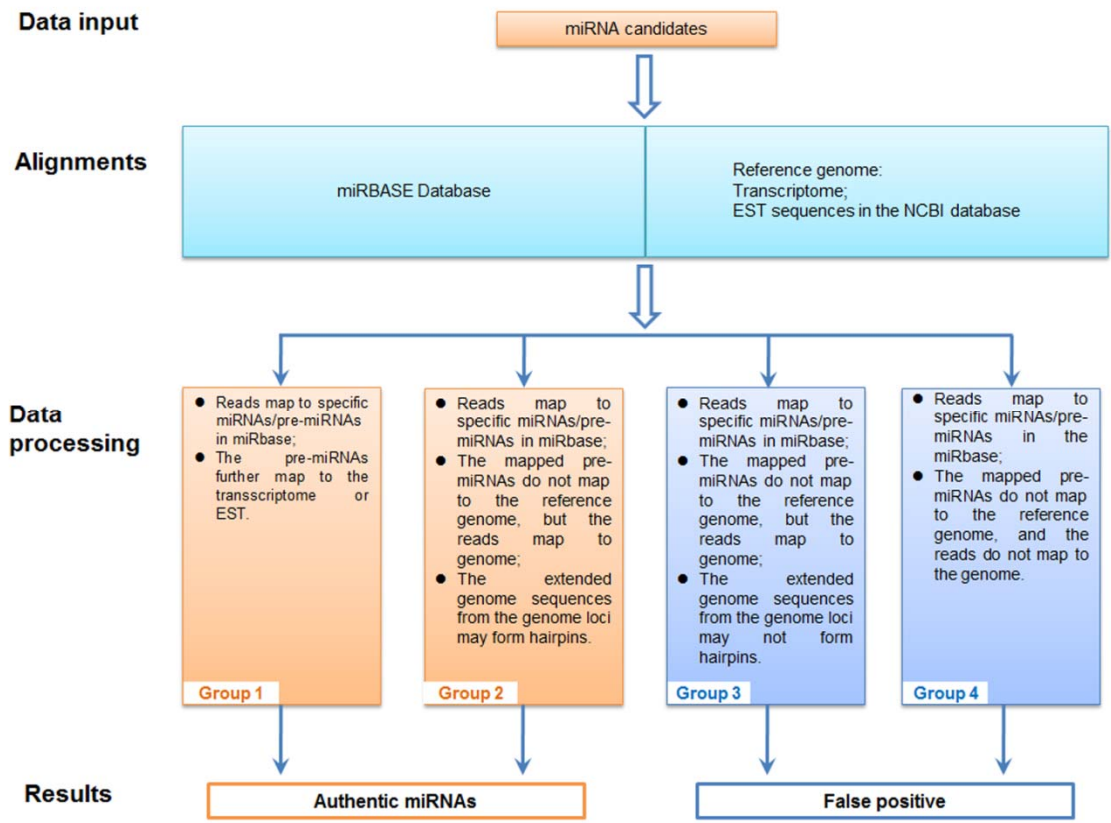 Data input
miRNA candidates
Alignments
miRBASE Database
Reference genome:
Transcriptome;
EST sequences in the NCBI database
Data
processing
● Reads map to specific
miRNAs/pre-miRNAs
in miRbase;
● The pre-miRNAs
further map to the
transscriptome or
EST.
Group 1
● Reads map to
specific miRNAs/pre-
miRNAs in miRbase;
● The mapped pre-
miRNAs do not map
to the reference
genome, but the
reads map to
genome;
● The extended
genome sequences
from the genome loci
may form hairpins.
Group 2
● Reads map to
specific miRNAs/pre-
miRNAs in miRbase;
● The mapped pre-
miRNAs do not map
to the reference
genome, but the
reads map to
genome;
● The extended
genome sequences
from the genome loci
may not form
hairpins.
Group 3
● Reads map to
specific miRNAs/pre-
miRNAs in the
miRbase;
● The mapped pre-
miRNAs do not map
to the reference
genome, and the
reads do not map to
the genome.
Group 4
Results
Authentic miRNAs
False positive